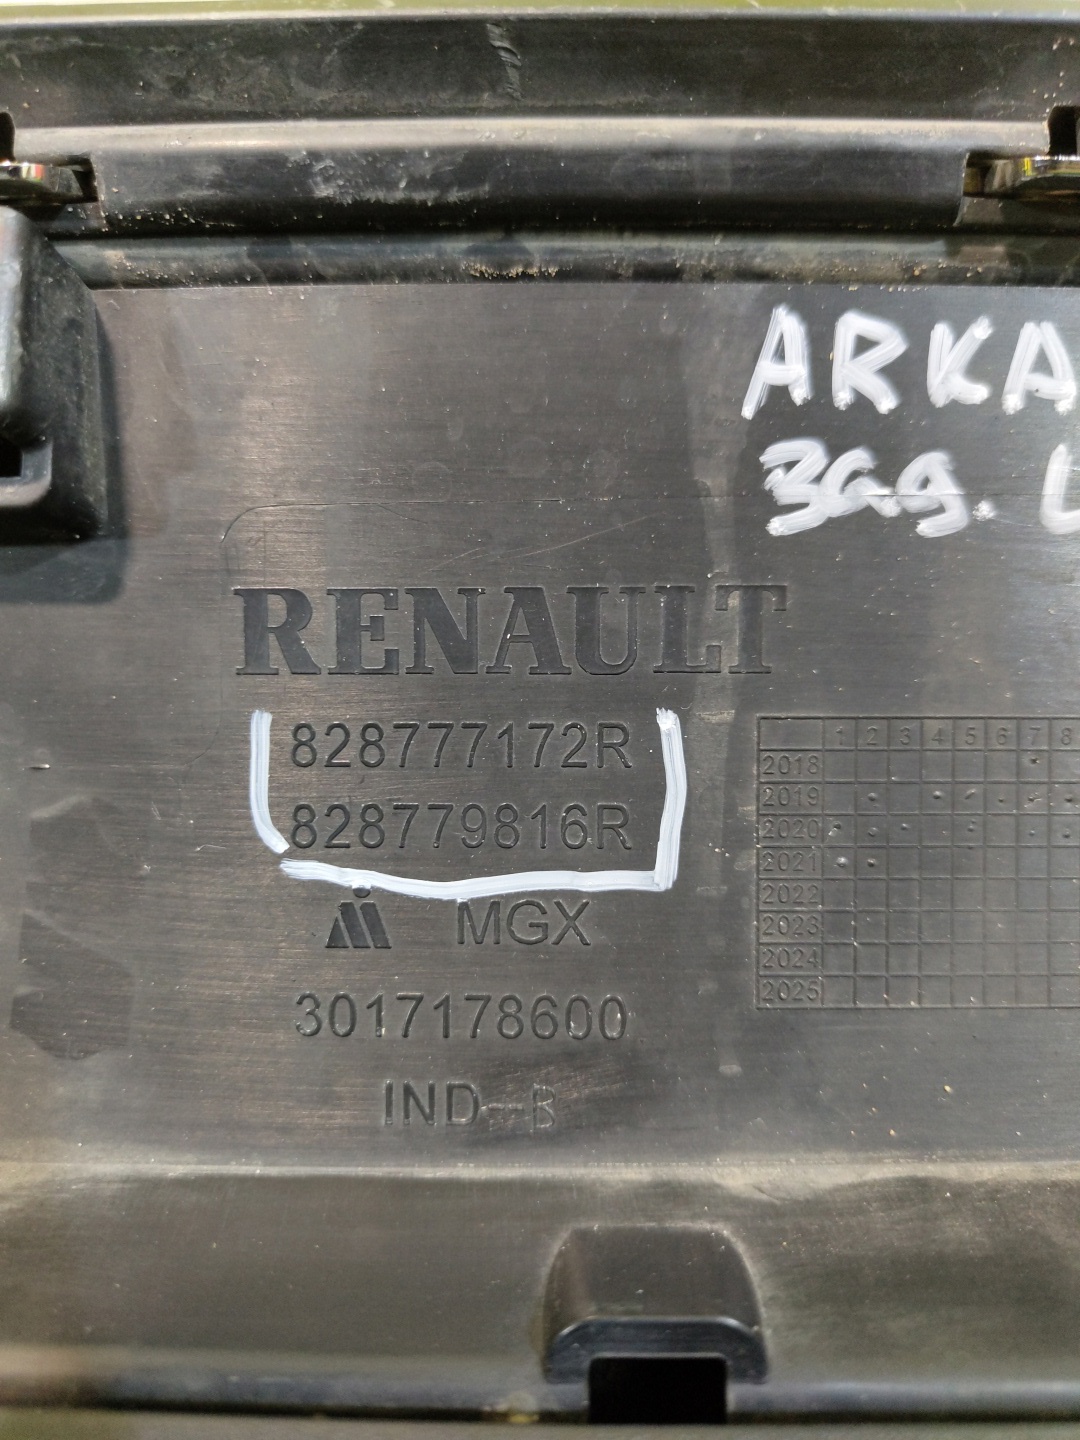 ARKA
Зад. L
RENAULT
828777172R
828779816R
MGX
3017178600
IND-B
1 2 3 4 5 6 7 8
2018
2019
2020
2021
2022
2023
2024
2025